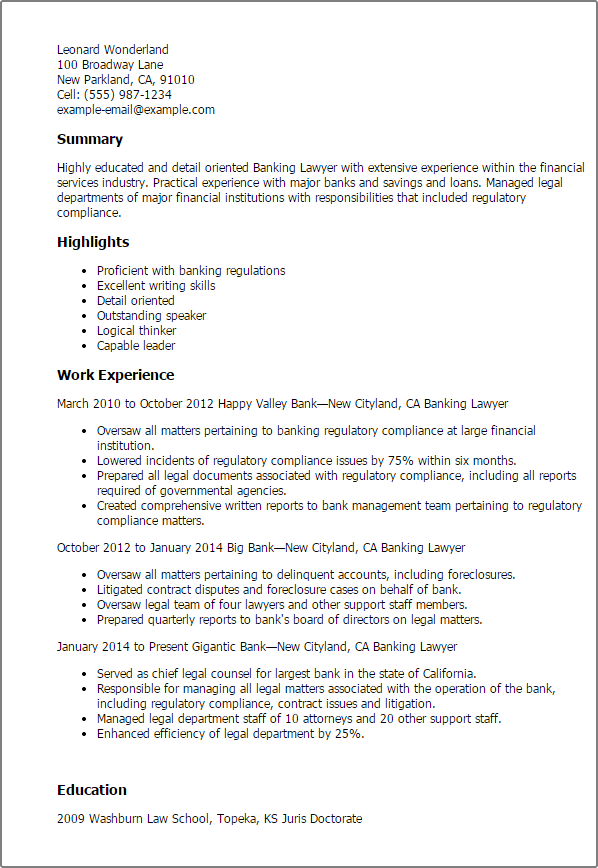 Leonard Wonderland
100 Broadway Lane
New Parkland, CA, 91010
Cell: (555) 987-1234
example-email@example.com
Summary
Highly educated and detail oriented Banking Lawyer with extensive experience within the financial
services industry. Practical experience with major banks and savings and loans. Managed legal
departments of major financial institutions with responsibilities that included regulatory
compliance.
Highlights
• Proficient with banking regulations
• Excellent writing skills
• Detail oriented
• Outstanding speaker
• Logical thinker
• Capable leader
Work Experience
March 2010 to October 2012 Happy Valley Bank—New Cityland, CA Banking Lawyer
• Oversaw all matters pertaining to banking regulatory compliance at large financial
institution.
• Lowered incidents of regulatory compliance issues by 75% within six months.
• Prepared all legal documents associated with regulatory compliance, including all reports
required of governmental agencies.
• Created comprehensive written reports to bank management team pertaining to regulatory
compliance matters.
October 2012 to January 2014 Big Bank—New Cityland, CA Banking Lawyer
• Oversaw all matters pertaining to delinquent accounts, including foreclosures.
• Litigated contract disputes and foreclosure cases on behalf of bank.
• Oversaw legal team of four lawyers and other support staff members.
• Prepared quarterly reports to bank's board of directors on legal matters.
January 2014 to Present Gigantic Bank—New Cityland, CA Banking Lawyer
• Served as chief legal counsel for largest bank in the state of California.
• Responsible for managing all legal matters associated with the operation of the bank,
including regulatory compliance, contract issues and litigation.
• Managed legal department staff of 10 attorneys and 20 other support staff.
• Enhanced efficiency of legal department by 25%.
Education
2009 Washburn Law School, Topeka, KS Juris Doctorate